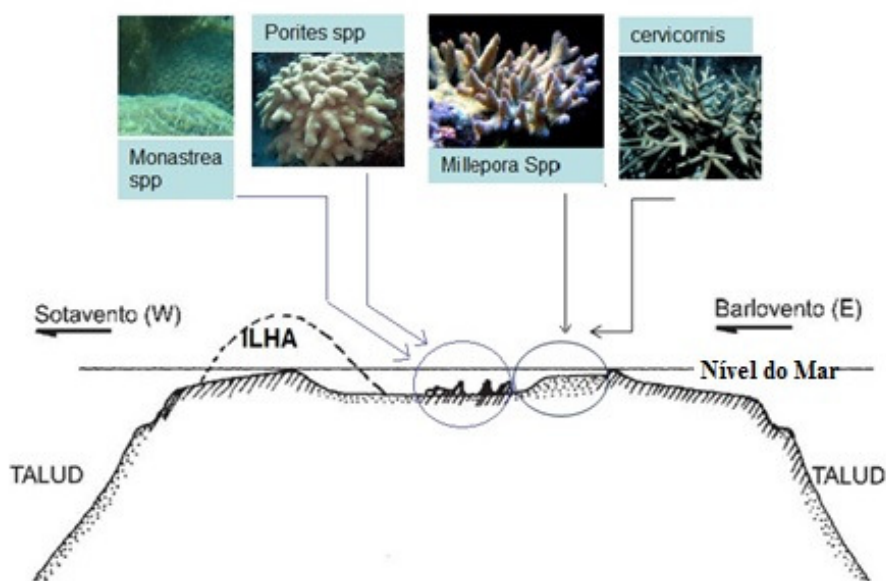 Porites spp
cervicornis
Monastrea
spp
Millepora Spp
Sotavento (W)
Barlovento (E)
ILHA
Nível do Mar
TALUD
TALUD